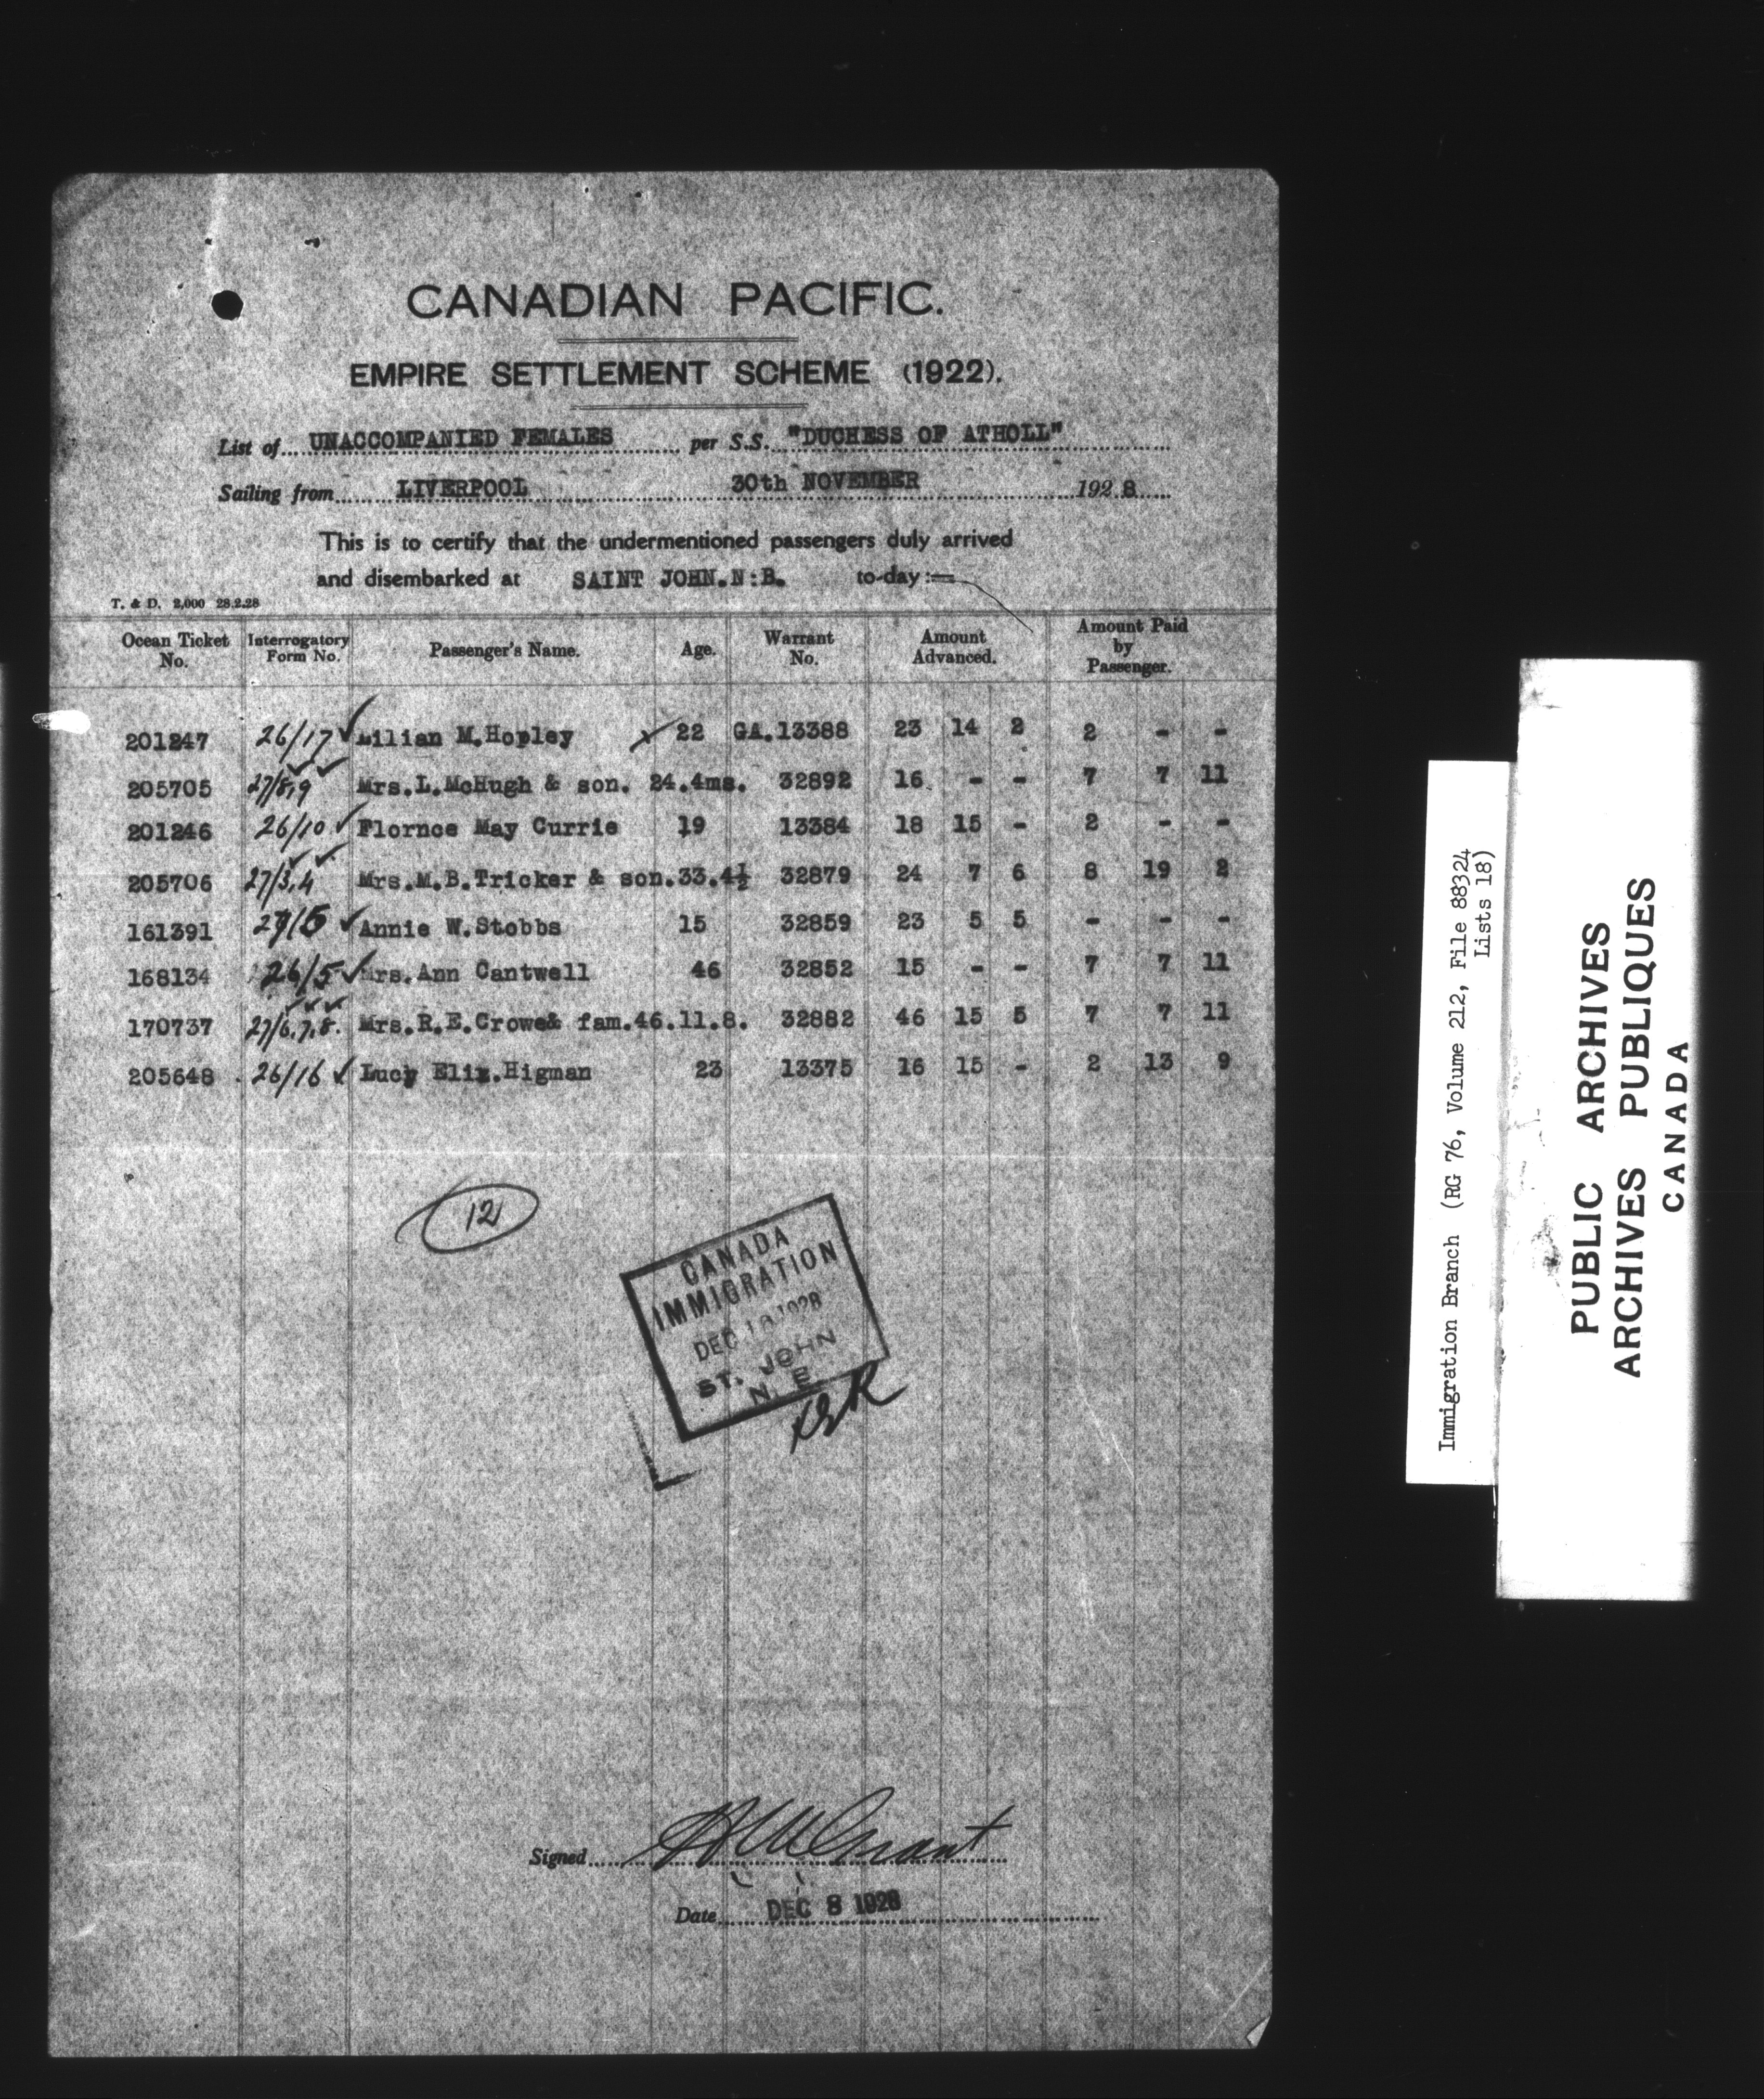 CANADIAN PACIFIC.
EMPIRE SETTLEMENT SCHEME (1922).
List of UNACCOMPANIED FEMALES per S.S. "DUCHESS OF ATHOLL"
Sailing from LIVERPOOL 30th NOVEMBER 1928
This is to certify that the undermentioned passengers duly arrived
and disembarked at SAINT JOHN.N:B. to-day :—
T. & D. 2,000 28.2.28
Ocean Ticket No. Interrogatory Form No. Passenger's Name. Age. Warrant No. Amount Advanced. Amount Paid by Passenger.
201247 26/17 Lilian M.Hopley 22 GA.13388 23 14 2 2 - -
205705 27/8,9 Mrs.L.McHugh & son. 24.4ms. 32892 16 - - 7 7 11
201246 26/10 Flornce May Currie 19 13384 18 15 - 2 - -
205706 27/3,4 Mrs.M.B.Tricker & son.33.4½ 32879 24 7 6 8 19 2
161391 27/5 Annie W.Stobbs 15 32859 23 5 5 - - -
168134 26/5 Mrs.Ann Cantwell 46 32852 15 - - 7 7 11
170737 27/6.7,8. Mrs.R.E.Crowe& fam.46.11.8. 32882 46 15 5 7 7 11
205648 26/16 Lucy Eliz.Higman 23 13375 16 15 - 2 13 9
12
CANADA
IMMIGRATION
DEC 10 1928
ST. JOHN
N. B.
Signed Grant
Date DEC 8 1928
Immigration Branch (RG 76, Volume 212, File 88324
Lists 18)
PUBLIC ARCHIVES
ARCHIVES PUBLIQUES
CANADA